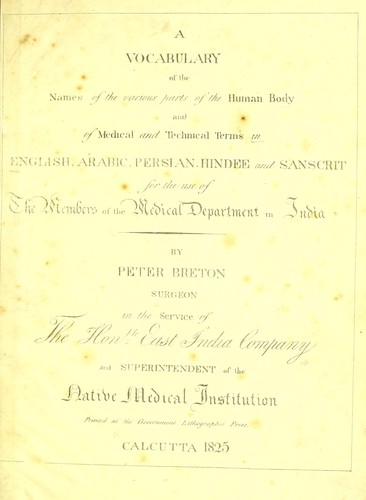 A
VOCABULARY
of the
Names of the various parts of the Human Body
and
of Medical and Technical Terms in
ENGLISH, ARABIC, PERSIAN, HINDEE and SANSCRIT
for the use of
The Members of the Medical Department in India
BY
PETER BRETON
SURGEON
in the Service of
The Honble East India Company
and SUPERINTENDENT of the
Native Medical Institution
Printed at the Government Lithographic Press.
CALCUTTA 1825